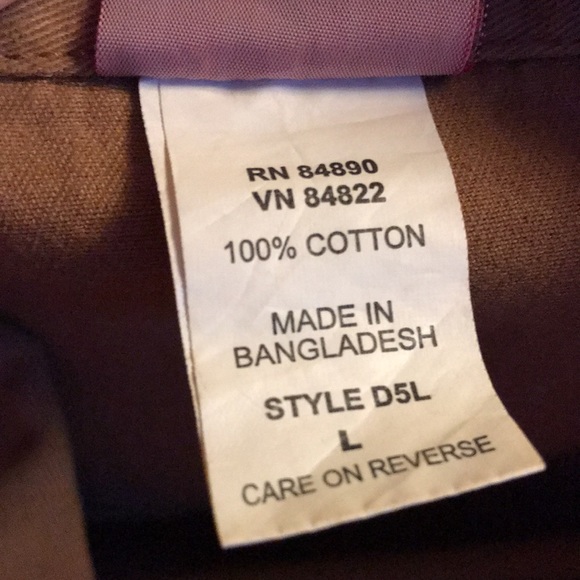 RN 84890
VN 84822
100% COTTON
MADE IN
BANGLADESH
STYLE D5L
L
CARE ON REVERSE